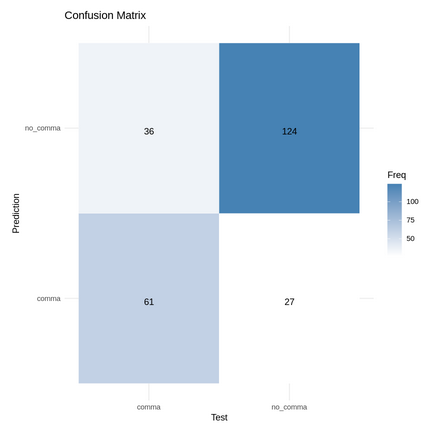 Confusion Matrix
no_comma
36
124
Freq
100
75
50
Prediction
comma
61
27
comma
no_comma
Test